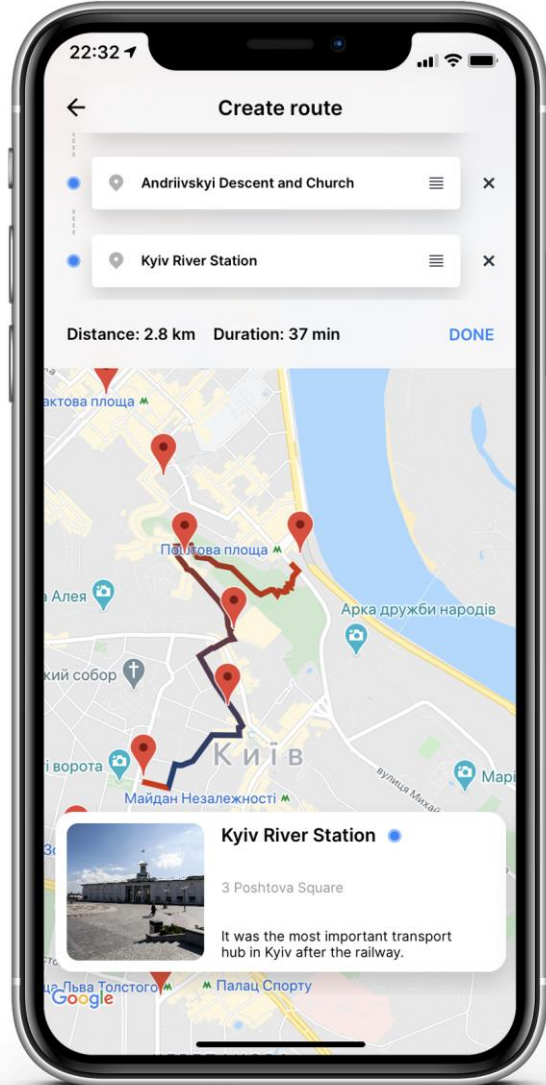 22:32
Create route
Andriivskyi Descent and Church
Kyiv River Station
Distance: 2.8 km Duration: 37 min DONE
актова площа
Поштова площа
а Алея
Арка дружби народів
кий собор
Київ
і ворота
Марі
вулиця Михай
Майдан Незалежності
Зо
Kyiv River Station
3 Poshtova Square
It was the most important transport
hub in Kyiv after the railway.
ща Льва Толстого
Палац Спорту
Google